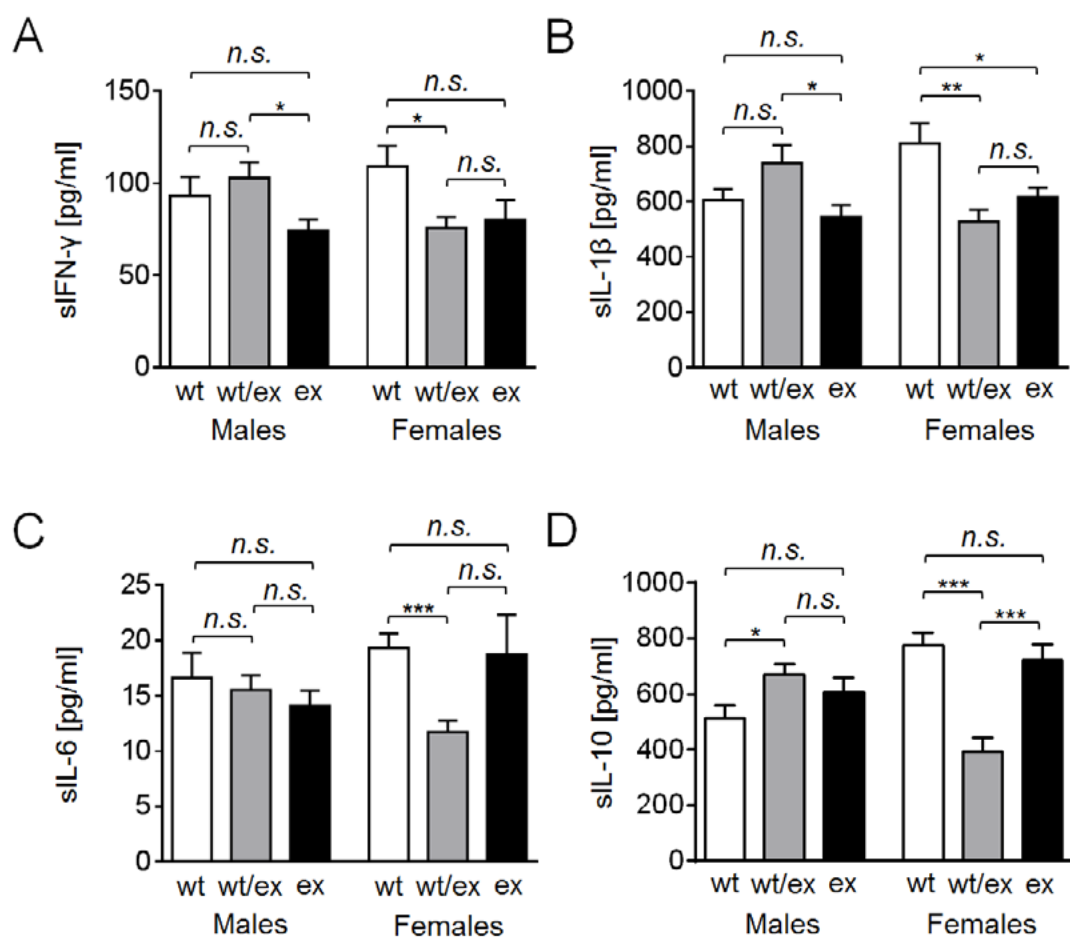 A
n.s.
*
n.s.
n.s.
*
n.s.
150
100
50
0
sIFN-γ [pg/ml]
wt wt/ex ex wt wt/ex ex
Males Females
B
n.s.
*
n.s.
*
**
n.s.
1000
800
600
400
200
0
sIL-1β [pg/ml]
wt wt/ex ex wt wt/ex ex
Males Females
C
n.s.
n.s.
n.s.
n.s.
n.s.
***
25
20
15
10
5
0
sIL-6 [pg/ml]
wt wt/ex ex wt wt/ex ex
Males Females
D
n.s.
n.s.
*
n.s.
***
***
1000
800
600
400
200
0
sIL-10 [pg/ml]
wt wt/ex ex wt wt/ex ex
Males Females